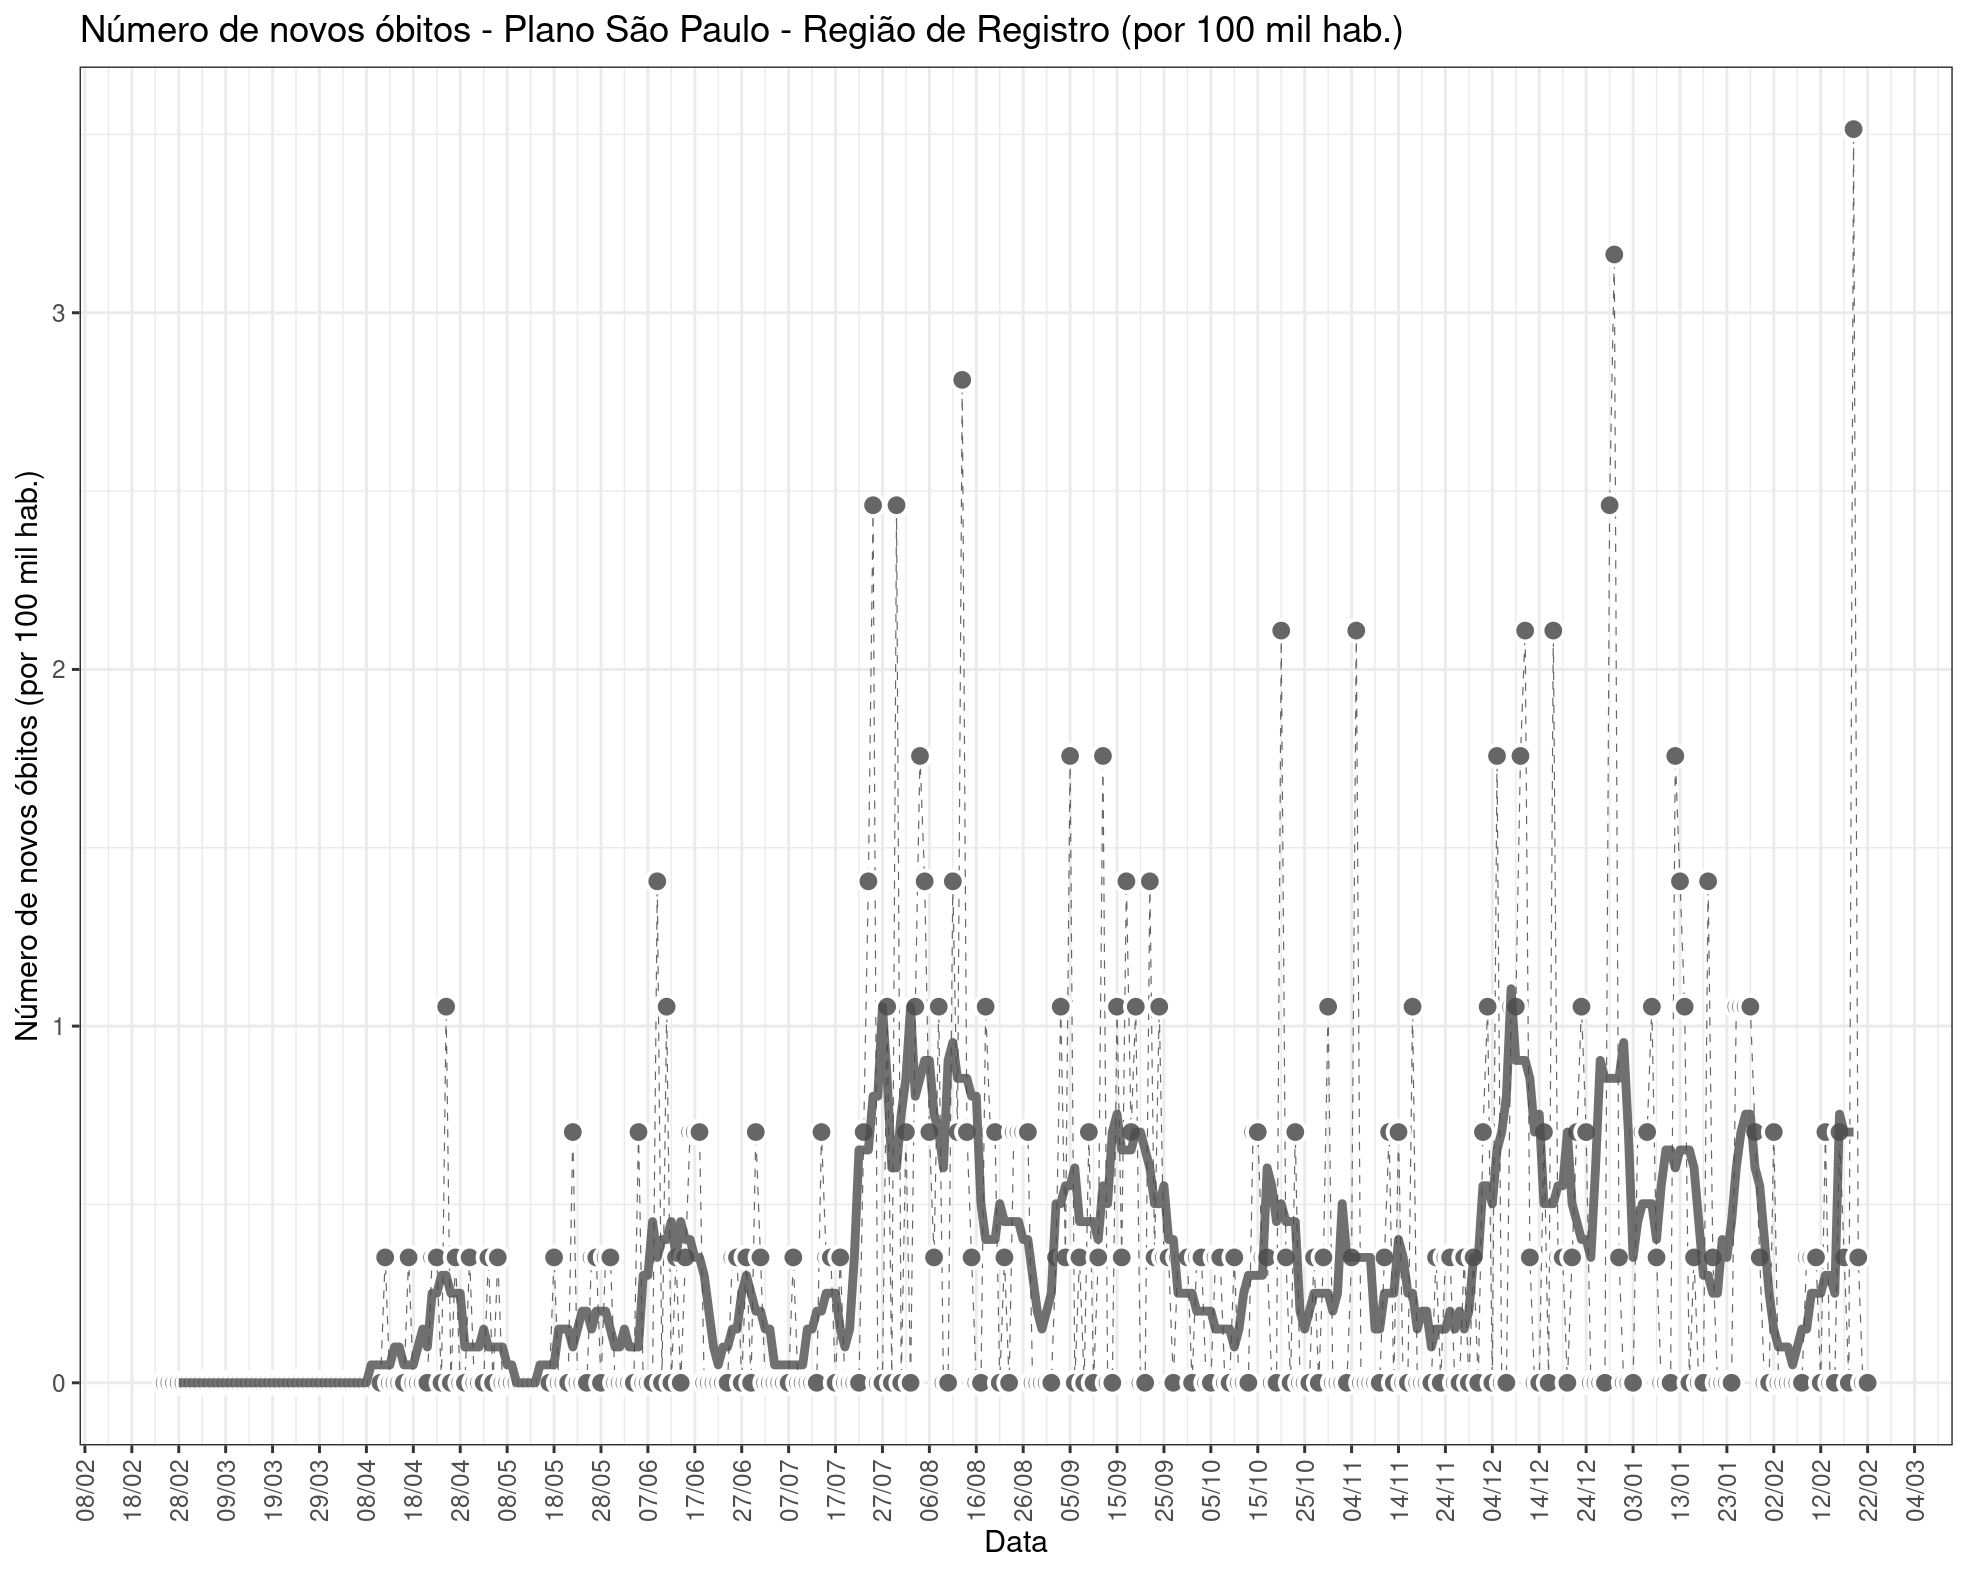 Número de novos óbitos - Plano São Paulo - Região de Registro (por 100 mil hab.)
Número de novos óbitos (por 100 mil hab.)
3
2
1
0
08/02 18/02 28/02 09/03 19/03 29/03 08/04 18/04 28/04 08/05 18/05 28/05 07/06 17/06 27/06 07/07 17/07 27/07 06/08 16/08 26/08 05/09 15/09 25/09 05/10 15/10 25/10 04/11 14/11 24/11 04/12 14/12 24/12 03/01 13/01 23/01 02/02 12/02 22/02 04/03
Data